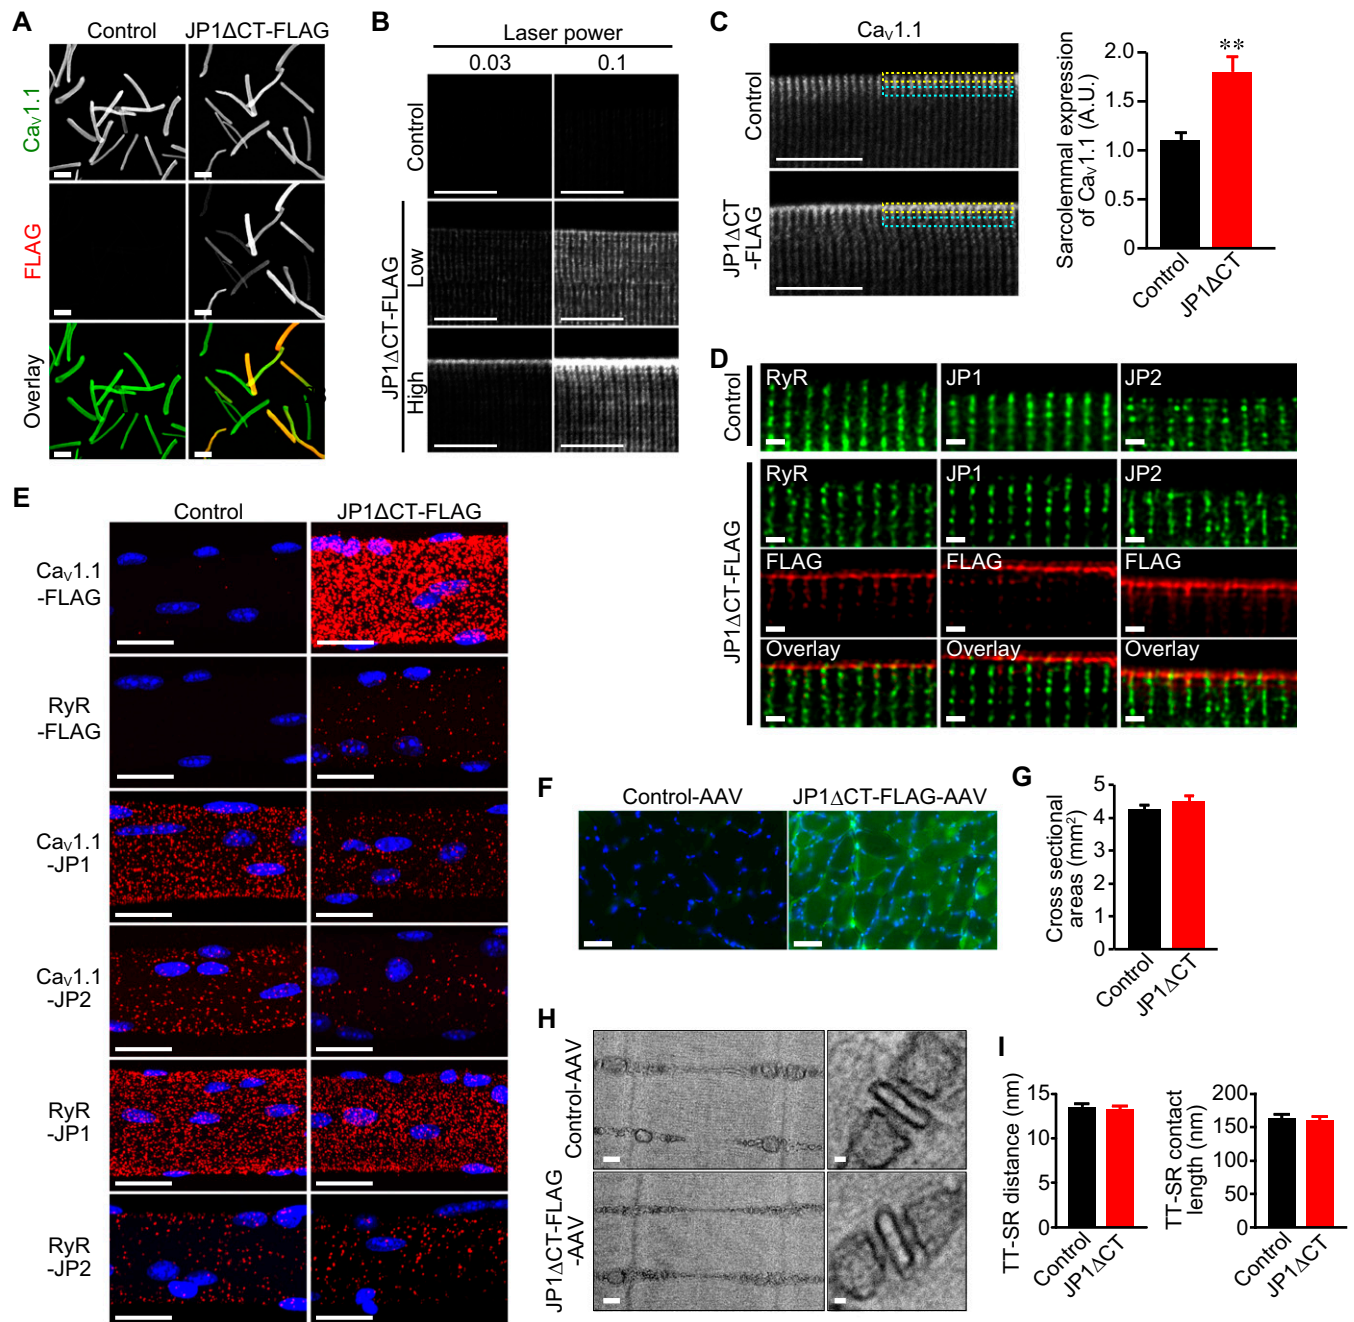 A
Control
JP1ΔCT-FLAG
CaV1.1
FLAG
Overlay
B
Laser power
0.03
0.1
Control
JP1ΔCT-FLAG
Low
High
C
CaV1.1
Control
JP1ΔCT
-FLAG
Sarcolemmal expression
of CaV1.1 (A.U.)
2.0
1.5
1.0
0.5
0
**
Control
JP1ΔCT
D
Control
RyR
JP1
JP2
JP1ΔCT-FLAG
RyR
JP1
JP2
FLAG
FLAG
FLAG
Overlay
Overlay
Overlay
E
Control
JP1ΔCT-FLAG
CaV1.1
-FLAG
RyR
-FLAG
CaV1.1
-JP1
CaV1.1
-JP2
RyR
-JP1
RyR
-JP2
F
Control-AAV
JP1ΔCT-FLAG-AAV
G
Cross sectional
areas (mm²)
5
4
3
2
1
0
Control
JP1ΔCT
H
Control-AAV
JP1ΔCT-FLAG
-AAV
I
TT-SR distance (nm)
15
10
5
0
Control
JP1ΔCT
TT-SR contact
length (nm)
200
150
100
50
0
Control
JP1ΔCT